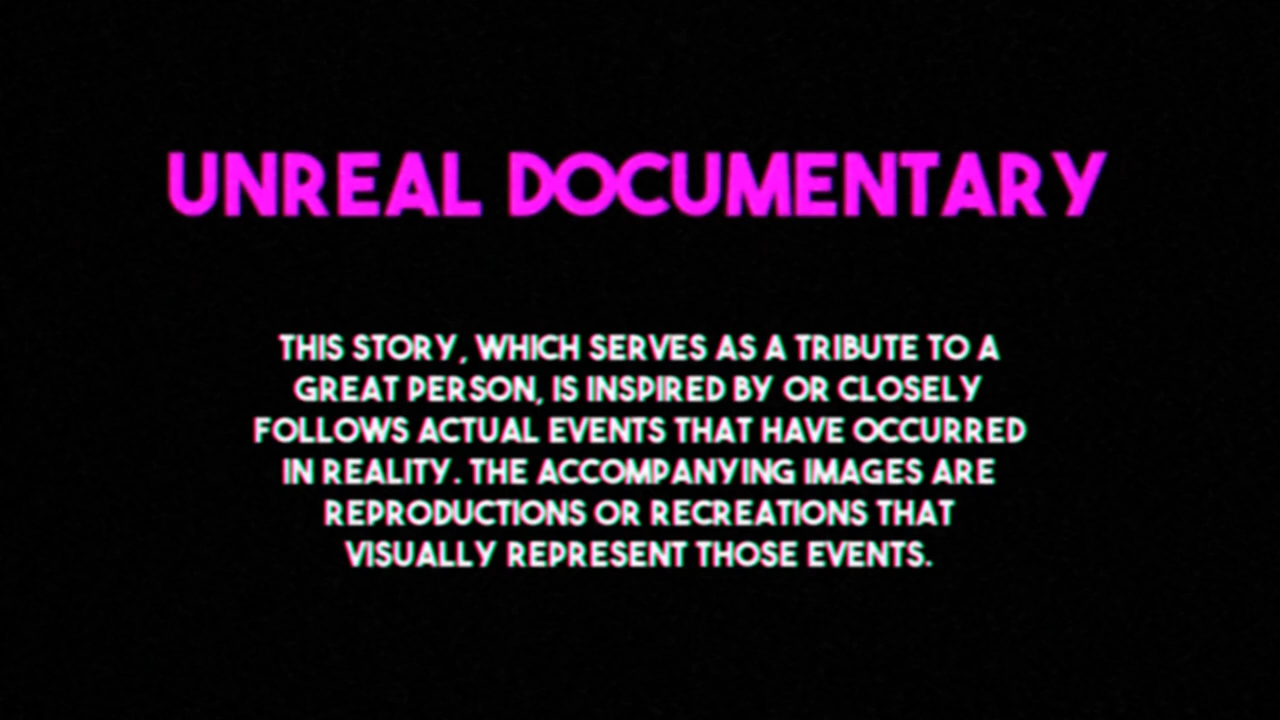 UNREAL DOCUMENTARY
THIS STORY, WHICH SERVES AS A TRIBUTE TO A
GREAT PERSON, IS INSPIRED BY OR CLOSELY
FOLLOWS ACTUAL EVENTS THAT HAVE OCCURRED
IN REALITY. THE ACCOMPANYING IMAGES ARE
REPRODUCTIONS OR RECREATIONS THAT
VISUALLY REPRESENT THOSE EVENTS.